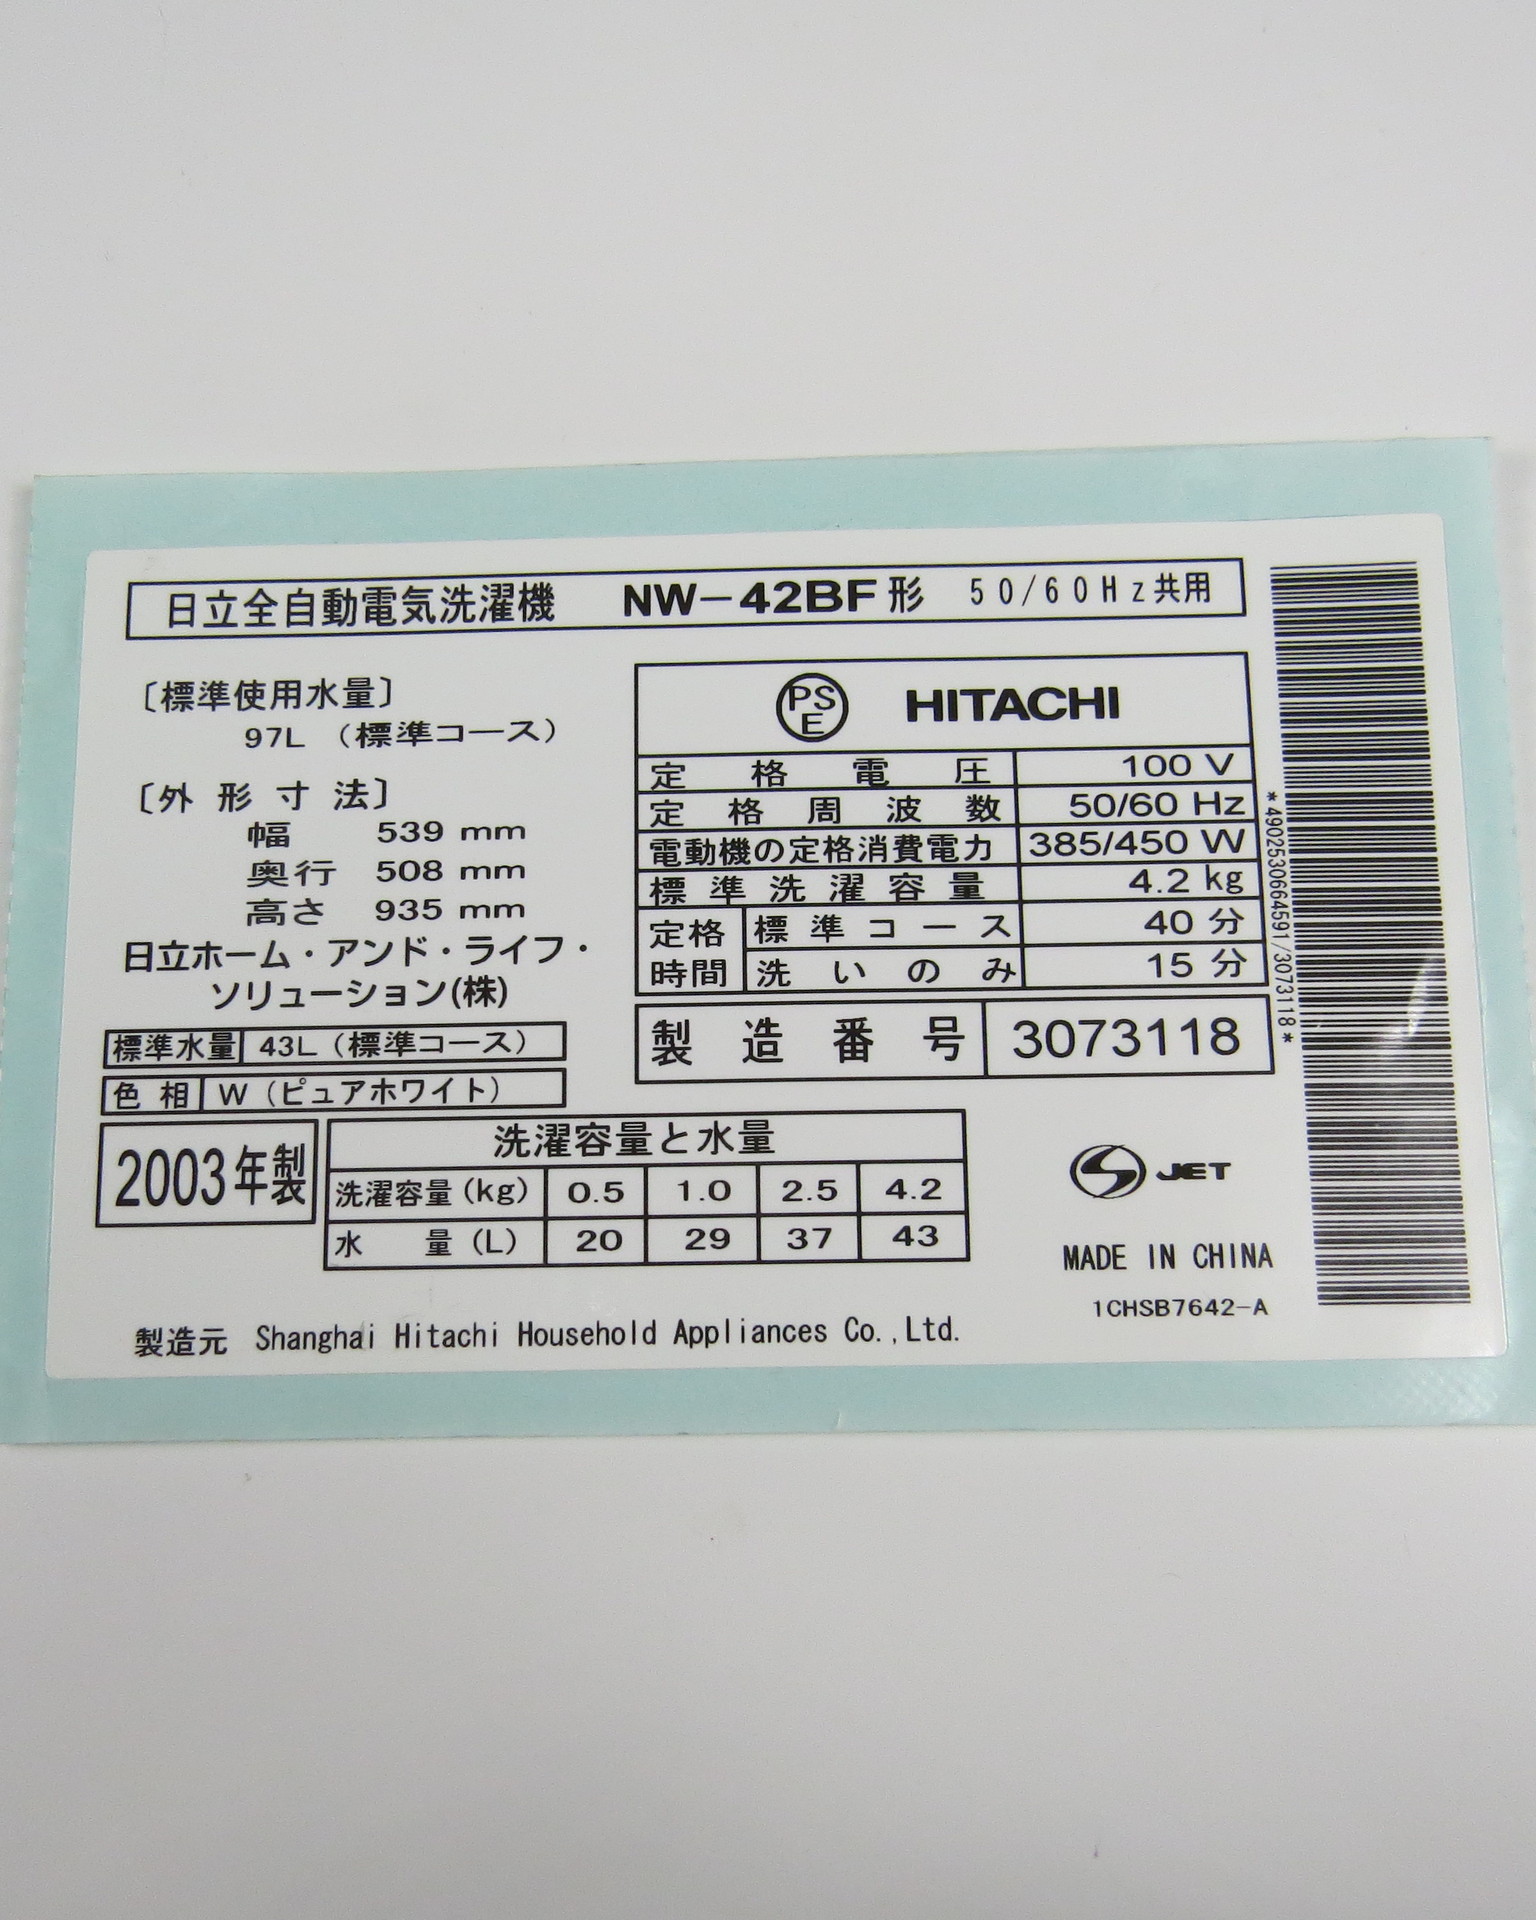 日立全自動電気洗濯機 NW-42BF形 50/60Hz共用
〔標準使用水量〕
97L (標準コース)
〔外形寸法〕
幅 539 mm
奥行 508 mm
高さ 935 mm
日立ホーム・アンド・ライフ・
ソリューション(株)
標準水量 43L (標準コース)
色相 W (ピュアホワイト)
2003年製
PSE HITACHI
定格電圧 100 V
定格周波数 50/60 Hz
電動機の定格消費電力 385/450 W
標準洗濯容量 4.2 kg
定格時間 標準コース 40 分
洗いのみ 15 分
製造番号 3073118
洗濯容量と水量
洗濯容量(kg) 0.5 1.0 2.5 4.2
水量(L) 20 29 37 43
JET
MADE IN CHINA
1CHSB7642-A
製造元 Shanghai Hitachi Household Appliances Co.,Ltd.
*4902530664591/3073118*